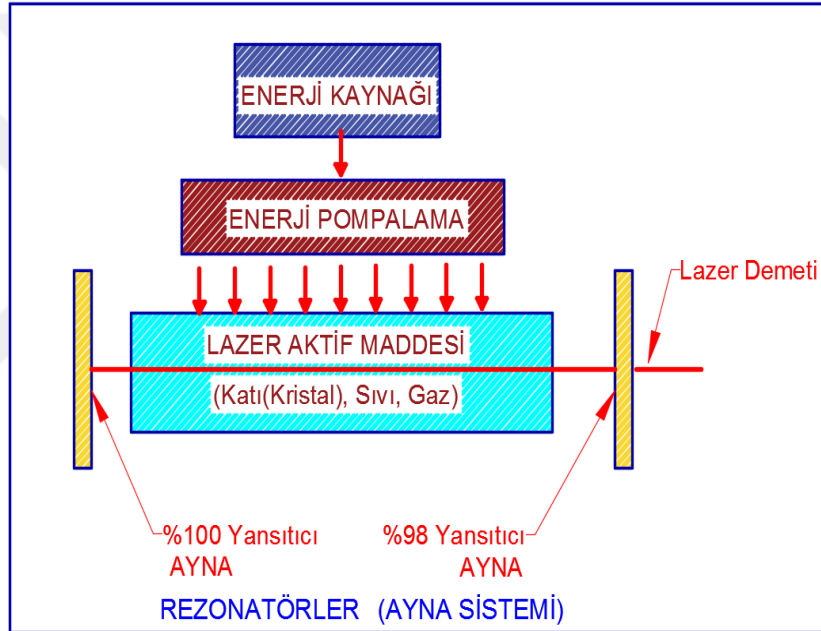 ENERJİ KAYNAĞI
ENERJİ POMPALAMA
Lazer Demeti
LAZER AKTİF MADDESİ
(Katı(Kristal), Sıvı, Gaz)
%100 Yansıtıcı
AYNA
%98 Yansıtıcı
AYNA
REZONATÖRLER (AYNA SİSTEMİ)